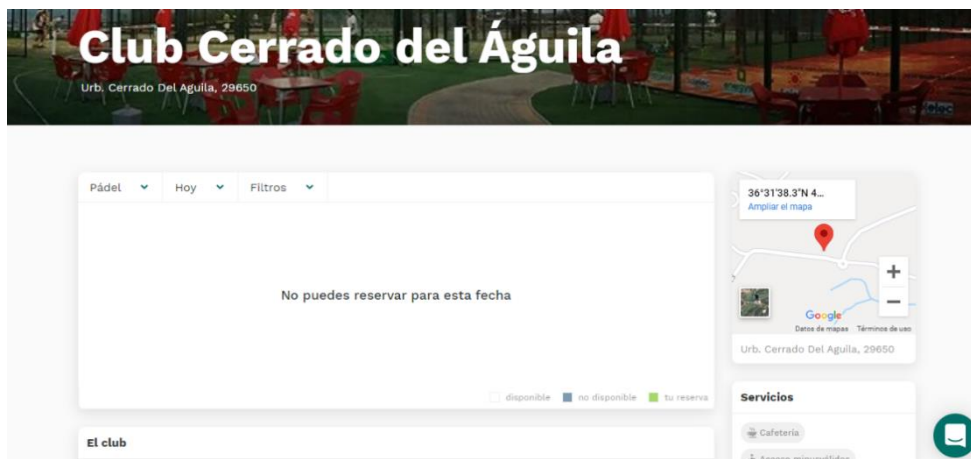 Club Cerrado del Águila
Urb. Cerrado Del Aguila, 29650
Pádel
Hoy
Filtros
No puedes reservar para esta fecha
disponible
no disponible
tu reserva
El club
36°31'38.3"N 4...
Ampliar el mapa
Google
Datos de mapas
Términos de uso
Urb. Cerrado Del Aguila, 29650
Servicios
Cafetería
Acceso minusválidos